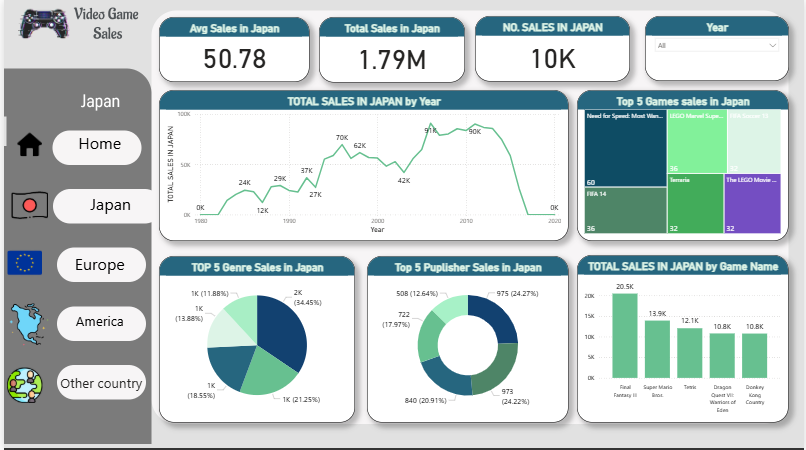 Video Game
Sales
Japan
Home
Japan
Europe
America
Other country
Avg Sales in Japan
50.78
Total Sales in Japan
1.79M
NO. SALES IN JAPAN
10K
Year
All
TOTAL SALES IN JAPAN by Year
TOTAL SALES IN JAPAN
100K
50K
0K
0K
24K
12K
29K
37K
27K
70K
62K
42K
91K
90K
0K
1980
1990
2000
2010
2020
Year
Top 5 Games sales in Japan
Need for Speed: Most Wan...
60
FIFA 14
36
LEGO Marvel Supe...
36
32
Terraria
32
The LEGO Movie ...
32
TOP 5 Genre Sales in Japan
2K
(34.45%)
1K (21.25%)
1K
(18.55%)
1K
(13.88%)
1K (11.88%)
Top 5 Puplisher Sales in Japan
975 (24.27%)
973
(24.22%)
840 (20.91%)
722
(17.97%)
508 (12.64%)
TOTAL SALES IN JAPAN by Game Name
20K
15K
10K
5K
0K
20.5K
13.9K
12.1K
10.8K
10.8K
Final
Fantasy III
Super Mario
Bros.
Tetris
Dragon
Quest VII:
Warriors of
Eden
Donkey
Kong
Country